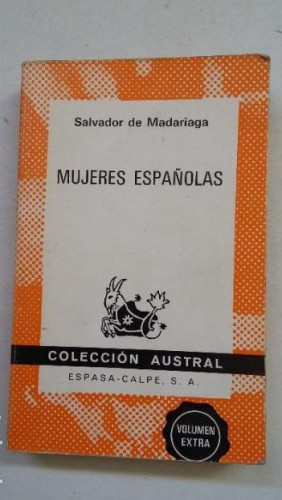 Salvador de Madariaga
MUJERES ESPAÑOLAS
COLECCIÓN AUSTRAL
ESPASA-CALPE, S. A.
VOLUMEN
EXTRA